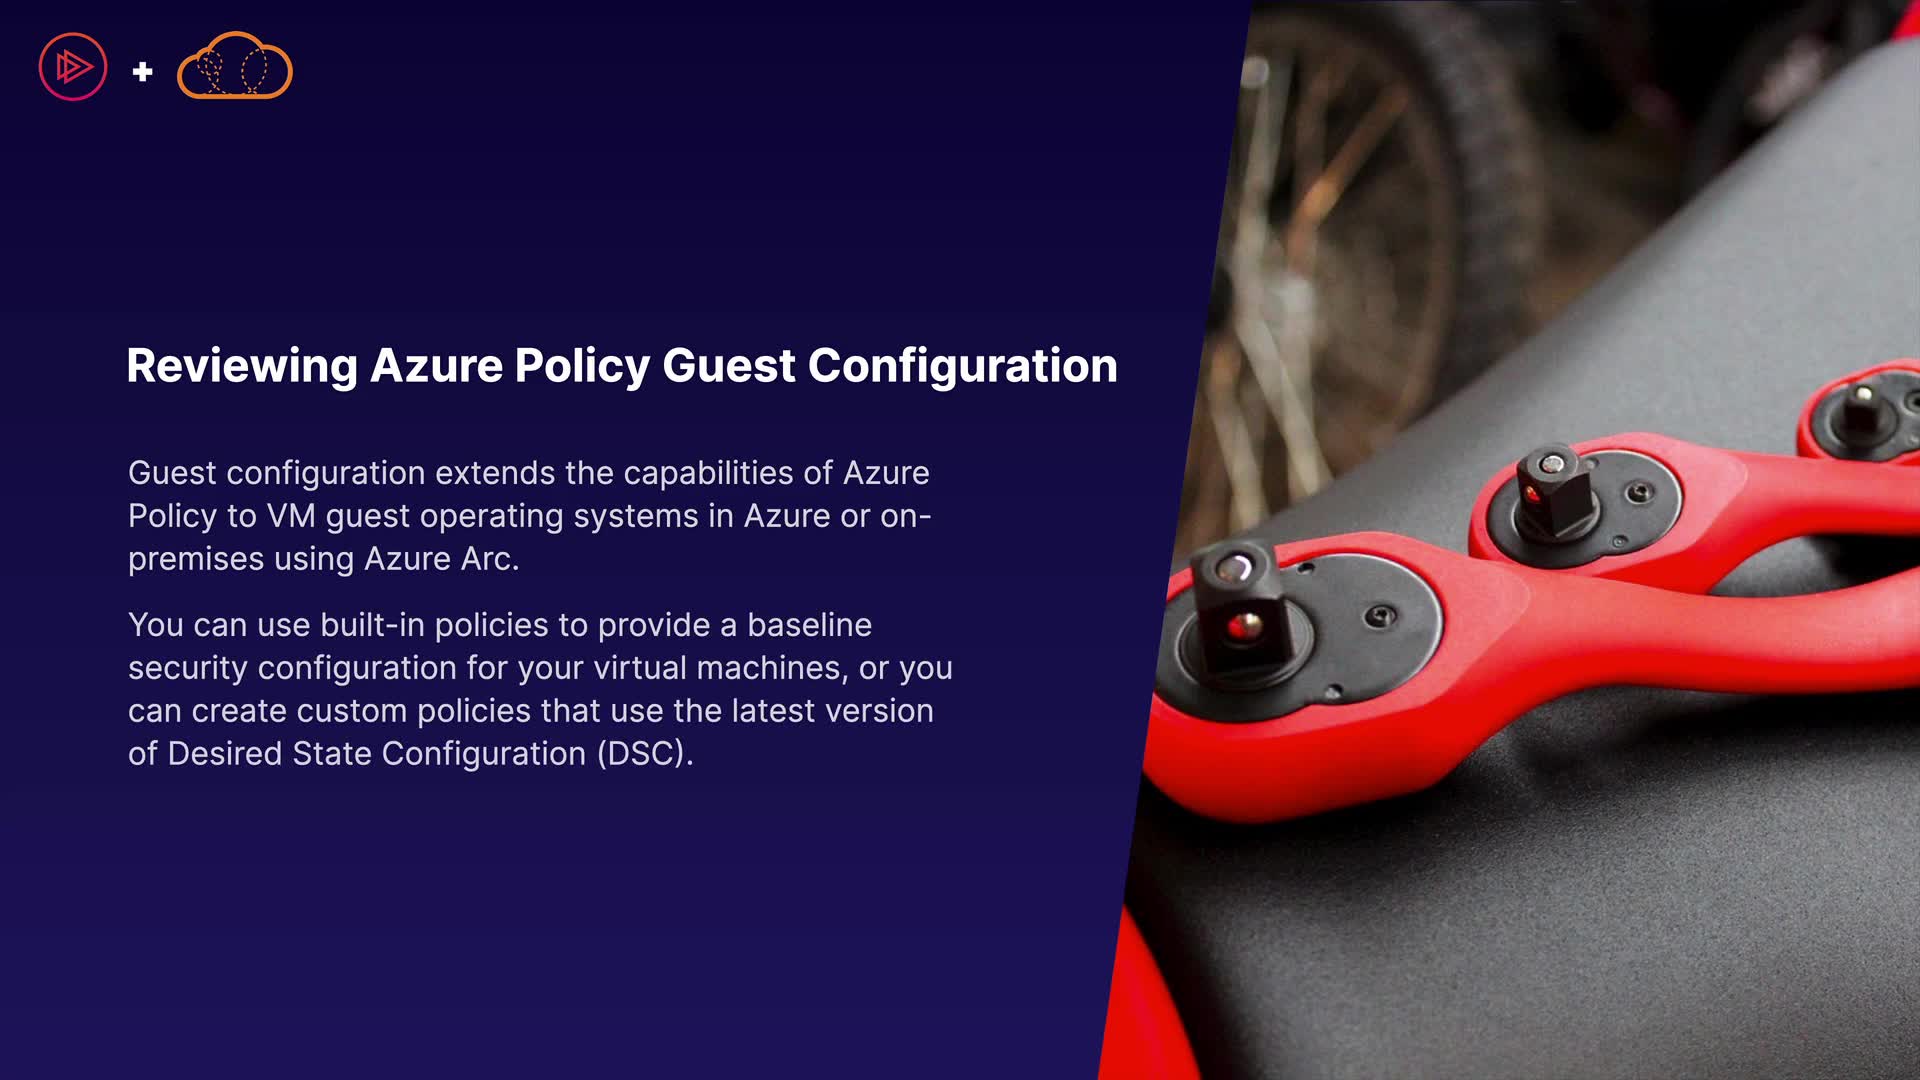 Reviewing Azure Policy Guest Configuration
Guest configuration extends the capabilities of Azure
Policy to VM guest operating systems in Azure or on-
premises using Azure Arc.
You can use built-in policies to provide a baseline
security configuration for your virtual machines, or you
can create custom policies that use the latest version
of Desired State Configuration (DSC).